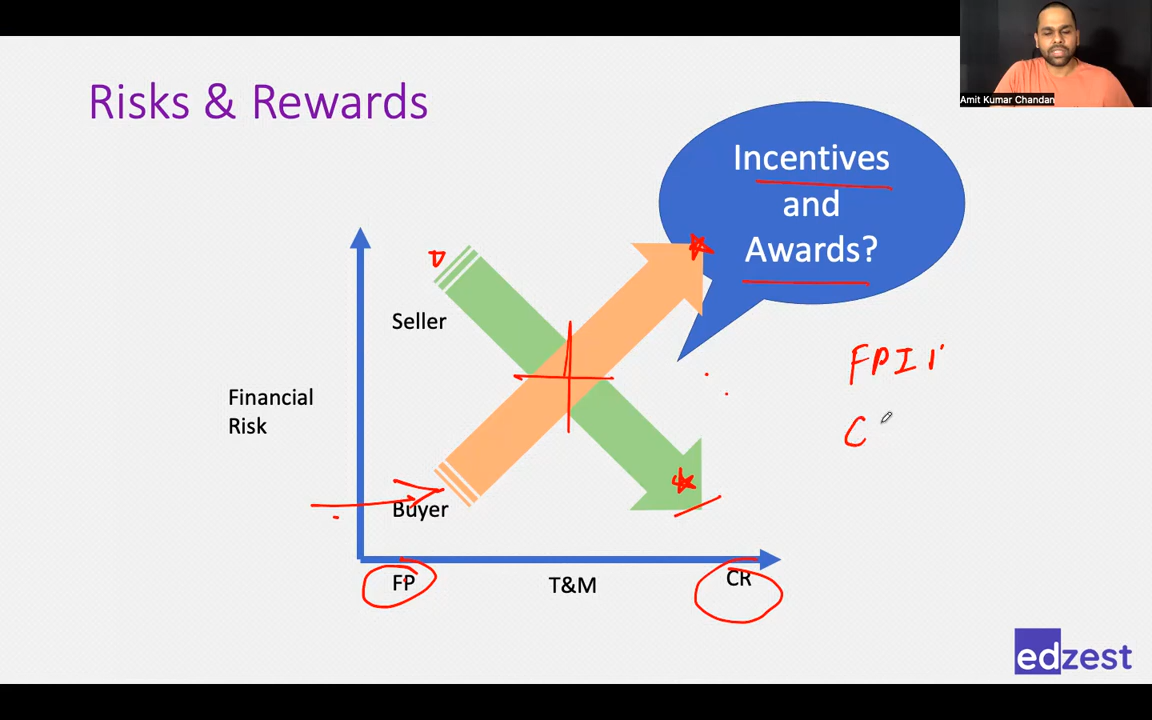 Amit Kumar Chandan
Risks & Rewards
Incentives
and
Awards?
Seller
FPI
Financial
Risk
C
Buyer
FP
T&M
CR
edzest